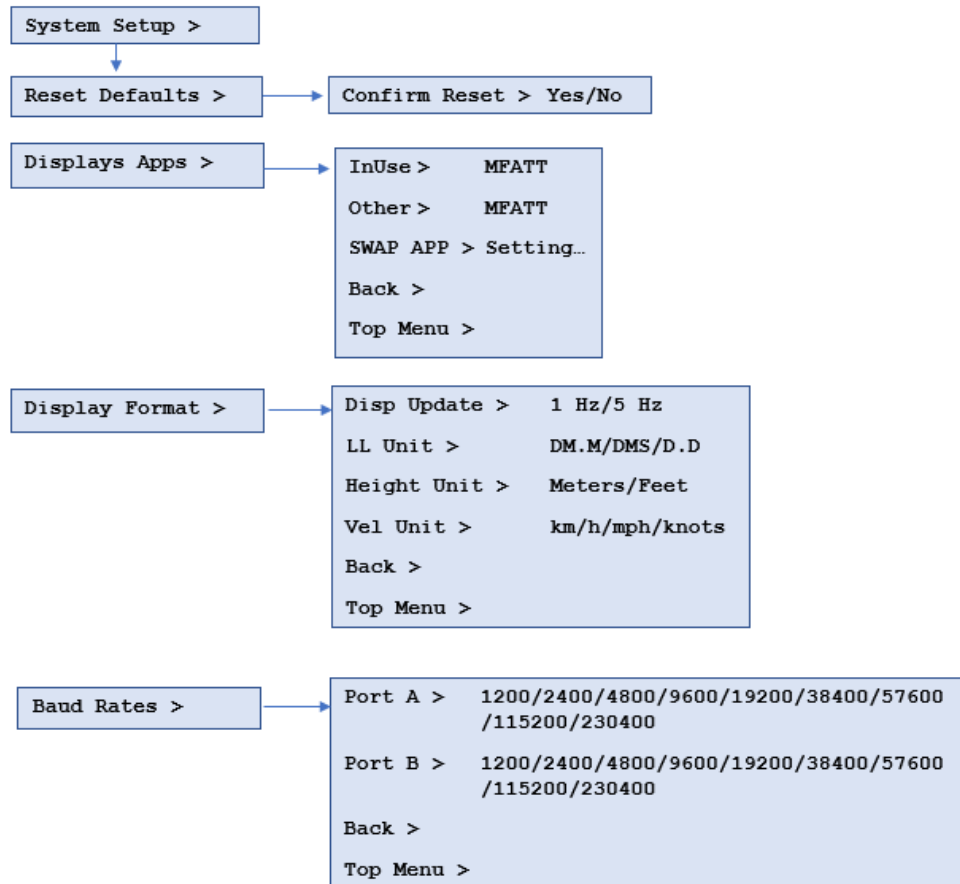 System Setup >
Reset Defaults >
Confirm Reset > Yes/No
Displays Apps >
InUse > MFATT
Other > MFATT
SWAP APP > Setting…
Back >
Top Menu >
Display Format >
Disp Update > 1 Hz/5 Hz
LL Unit > DM.M/DMS/D.D
Height Unit > Meters/Feet
Vel Unit > km/h/mph/knots
Back >
Top Menu >
Baud Rates >
Port A > 1200/2400/4800/9600/19200/38400/57600
/115200/230400
Port B > 1200/2400/4800/9600/19200/38400/57600
/115200/230400
Back >
Top Menu >